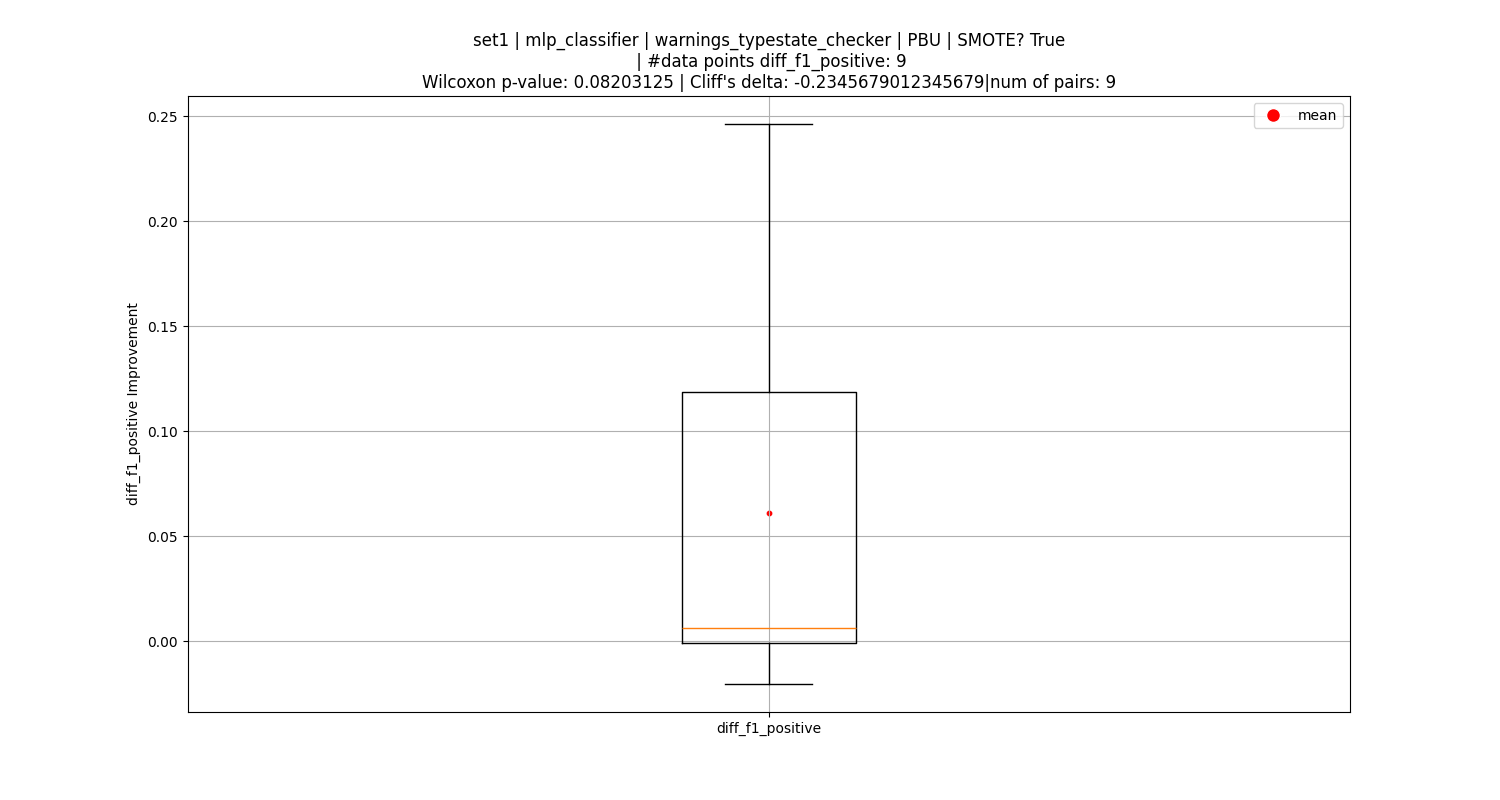 set1 | mlp_classifier | warnings_typestate_checker | PBU | SMOTE? True
| #data points diff_f1_positive: 9
Wilcoxon p-value: 0.08203125 | Cliff's delta: -0.2345679012345679|num of pairs: 9
mean
0.25
0.20
0.15
0.10
0.05
0.00
diff_f1_positive Improvement
diff_f1_positive